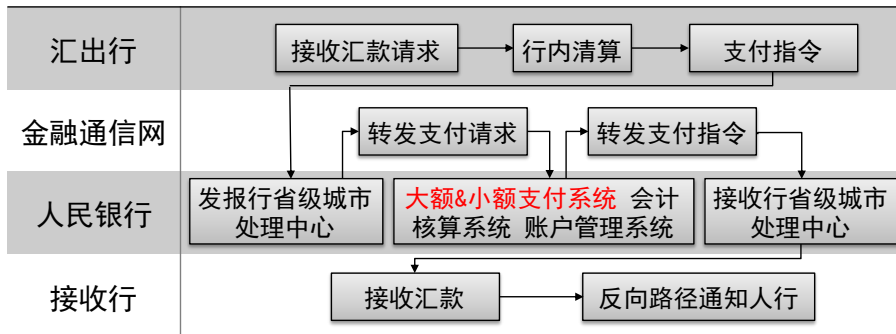 汇出行
接收汇款请求
行内清算
支付指令
金融通信网
转发支付请求
转发支付指令
人民银行
发报行省级城市
处理中心
大额&小额支付系统 会计
核算系统 账户管理系统
接收行省级城市
处理中心
接收行
接收汇款
反向路径通知人行